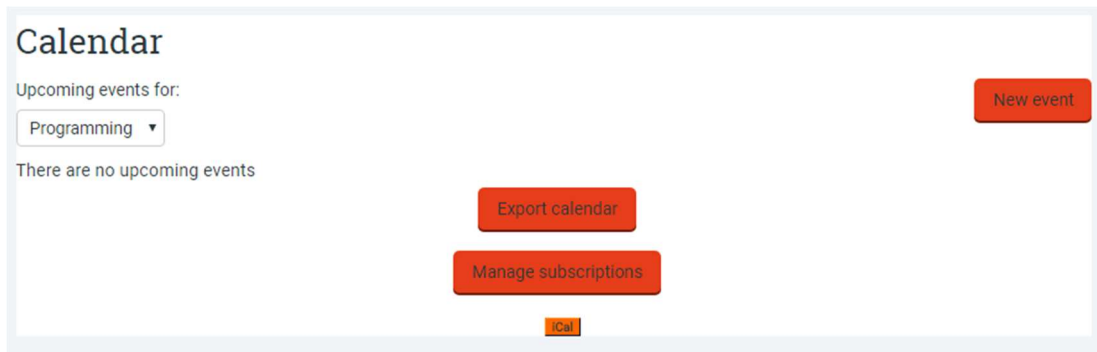 Calendar
Upcoming events for:
New event
Programming
There are no upcoming events
Export calendar
Manage subscriptions
iCal